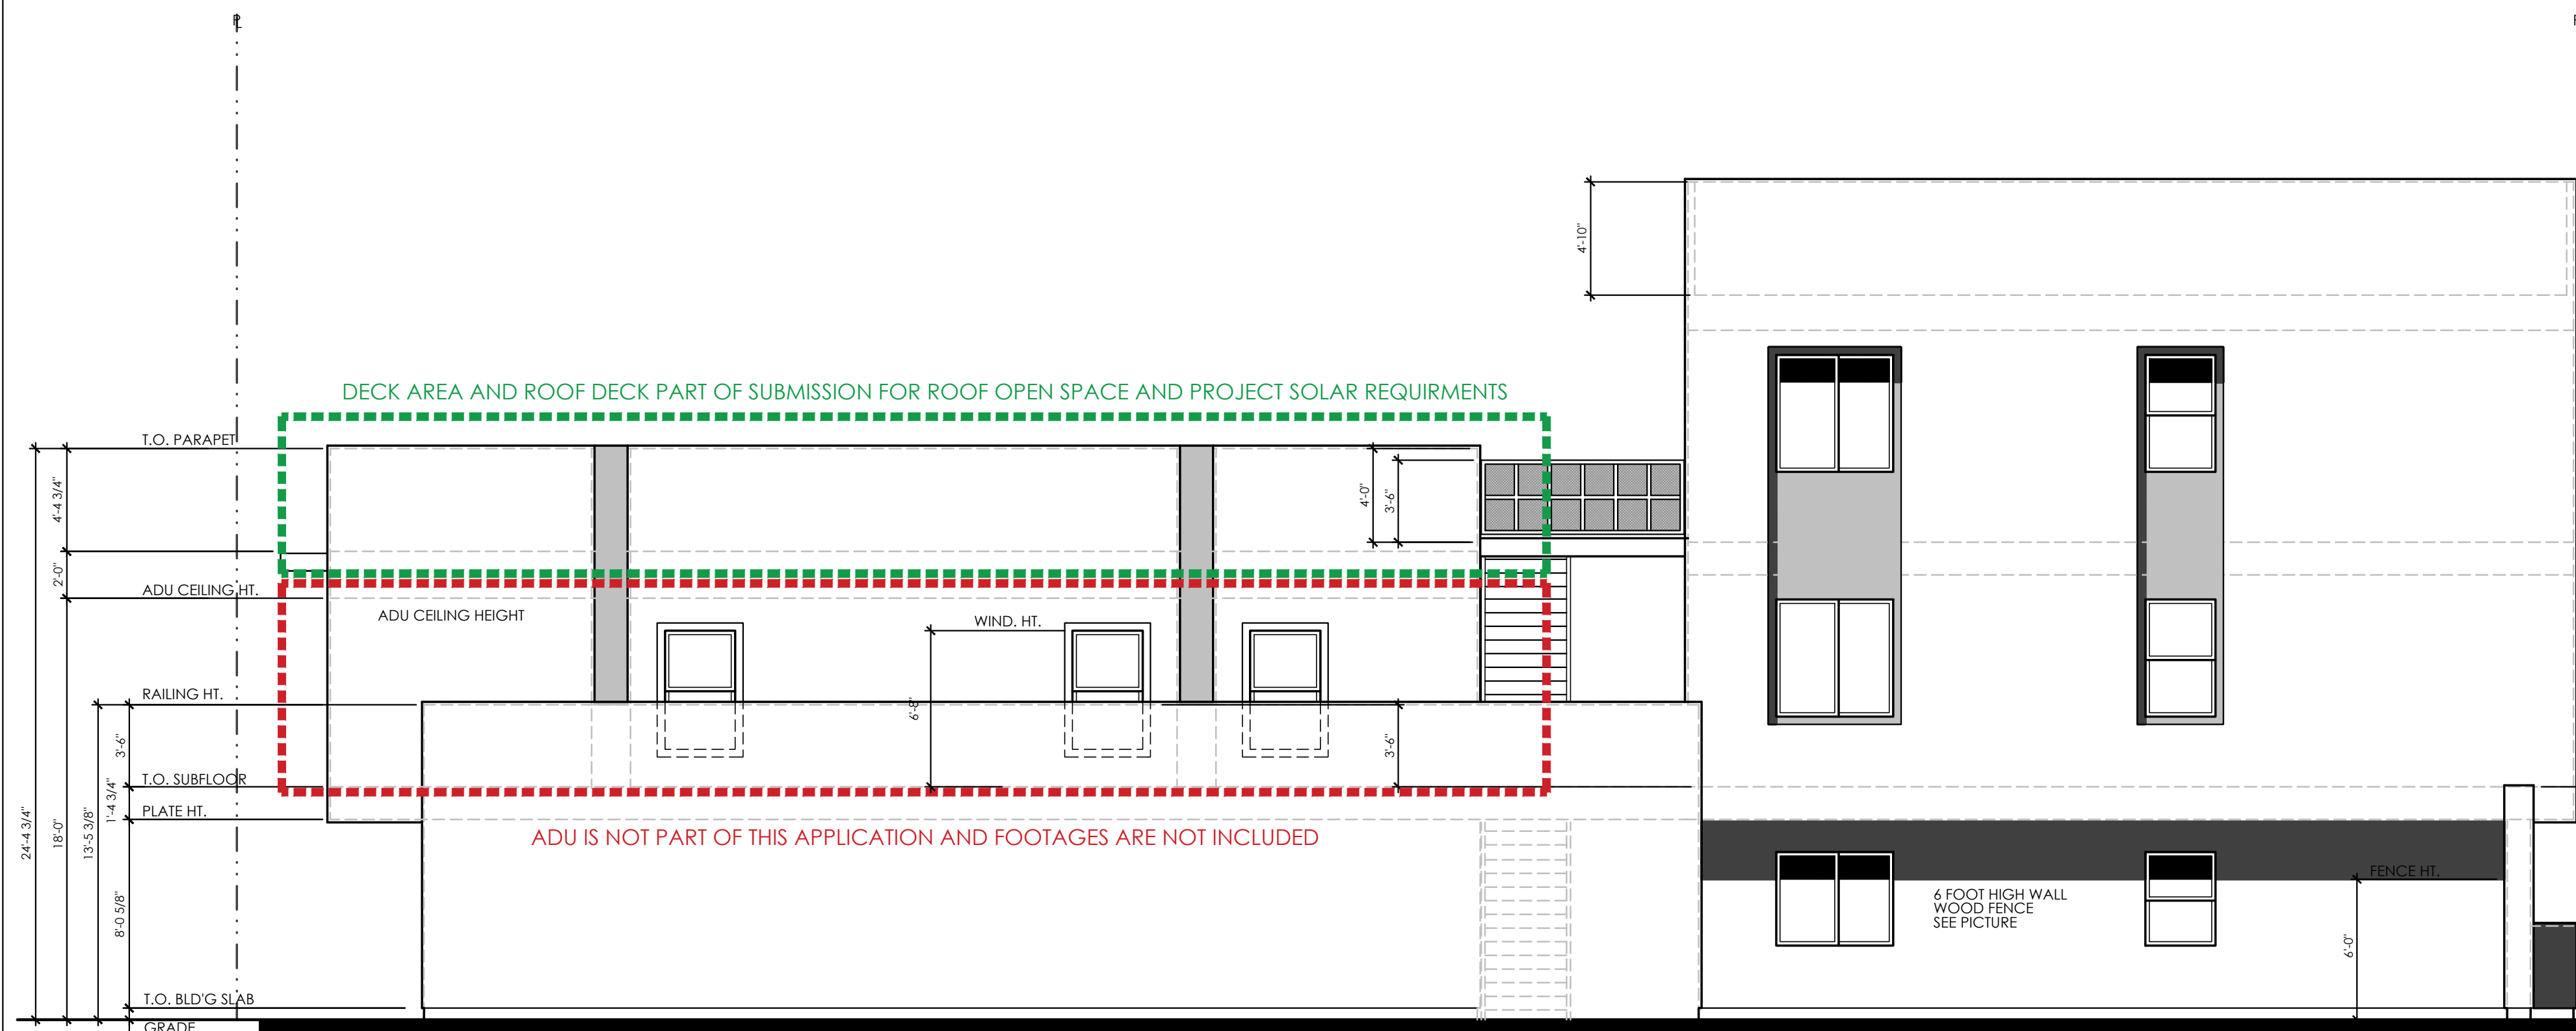 PL
DECK AREA AND ROOF DECK PART OF SUBMISSION FOR ROOF OPEN SPACE AND PROJECT SOLAR REQUIRMENTS
4'-10"
T.O. PARAPET
4'-4 3/4"
4'-0"
3'-6"
2'-0"
ADU CEILING HT.
ADU CEILING HEIGHT
WIND. HT.
6'-8"
RAILING HT.
3'-6"
3'-6"
T.O. SUBFLOOR
1'-4 3/4"
PLATE HT.
24'-4 3/4"
18'-0"
13'-5 3/8"
ADU IS NOT PART OF THIS APPLICATION AND FOOTAGES ARE NOT INCLUDED
8'-0 5/8"
FENCE HT.
6 FOOT HIGH WALL
WOOD FENCE
SEE PICTURE
6'-0"
T.O. BLD'G SLAB
GRADE